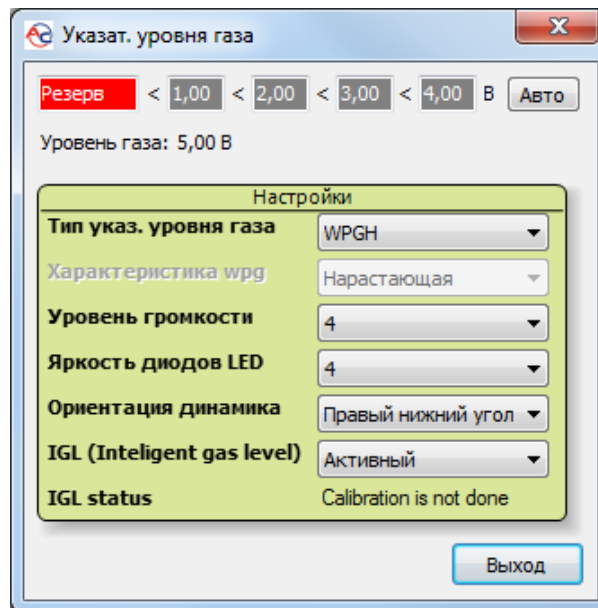 Указат. уровня газа
Резерв < 1,00 < 2,00 < 3,00 < 4,00 В Авто
Уровень газа: 5,00 В
Настройки
Тип указ. уровня газа WPGH
Характеристика wpg Нарастающая
Уровень громкости 4
Яркость диодов LED 4
Ориентация динамика Правый нижний угол
IGL (Inteligent gas level) Активный
IGL status Calibration is not done
Выход